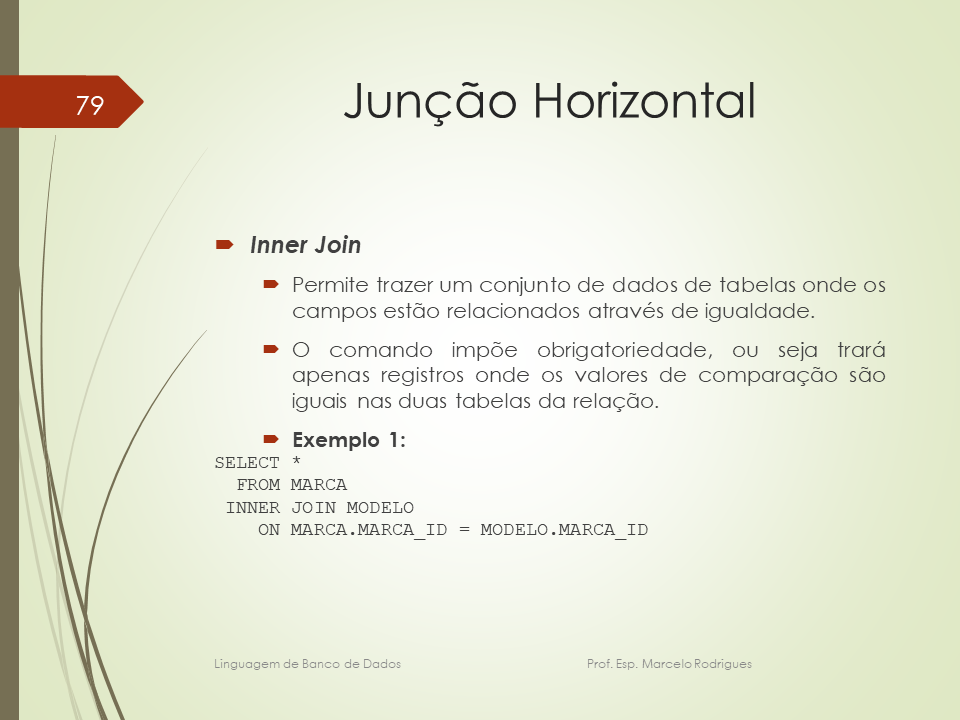 79
Junção Horizontal
Inner Join
Permite trazer um conjunto de dados de tabelas onde os
campos estão relacionados através de igualdade.
O comando impõe obrigatoriedade, ou seja trará
apenas registros onde os valores de comparação são
iguais nas duas tabelas da relação.
Exemplo 1:
SELECT *
FROM MARCA
INNER JOIN MODELO
ON MARCA.MARCA_ID = MODELO.MARCA_ID
Linguagem de Banco de Dados Prof. Esp. Marcelo Rodrigues